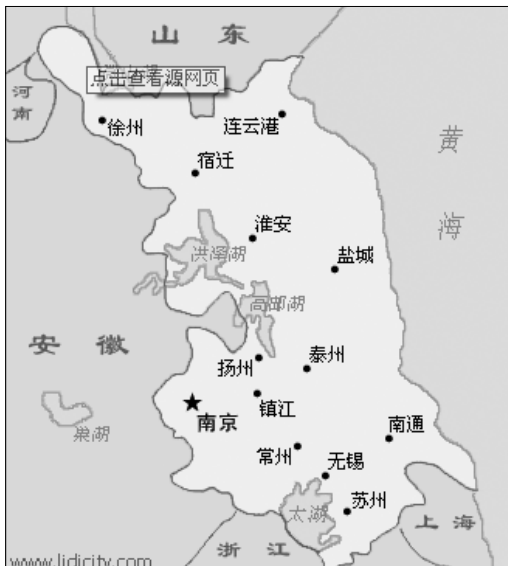 山 东
点击查看源网页
河南
徐州
连云港
黄海
宿迁
淮安
洪泽湖
盐城
高邮湖
安 徽
扬州
泰州
镇江
南京
巢湖
南通
常州
无锡
苏州
太湖
上 海
浙 江
www.lidicity.com